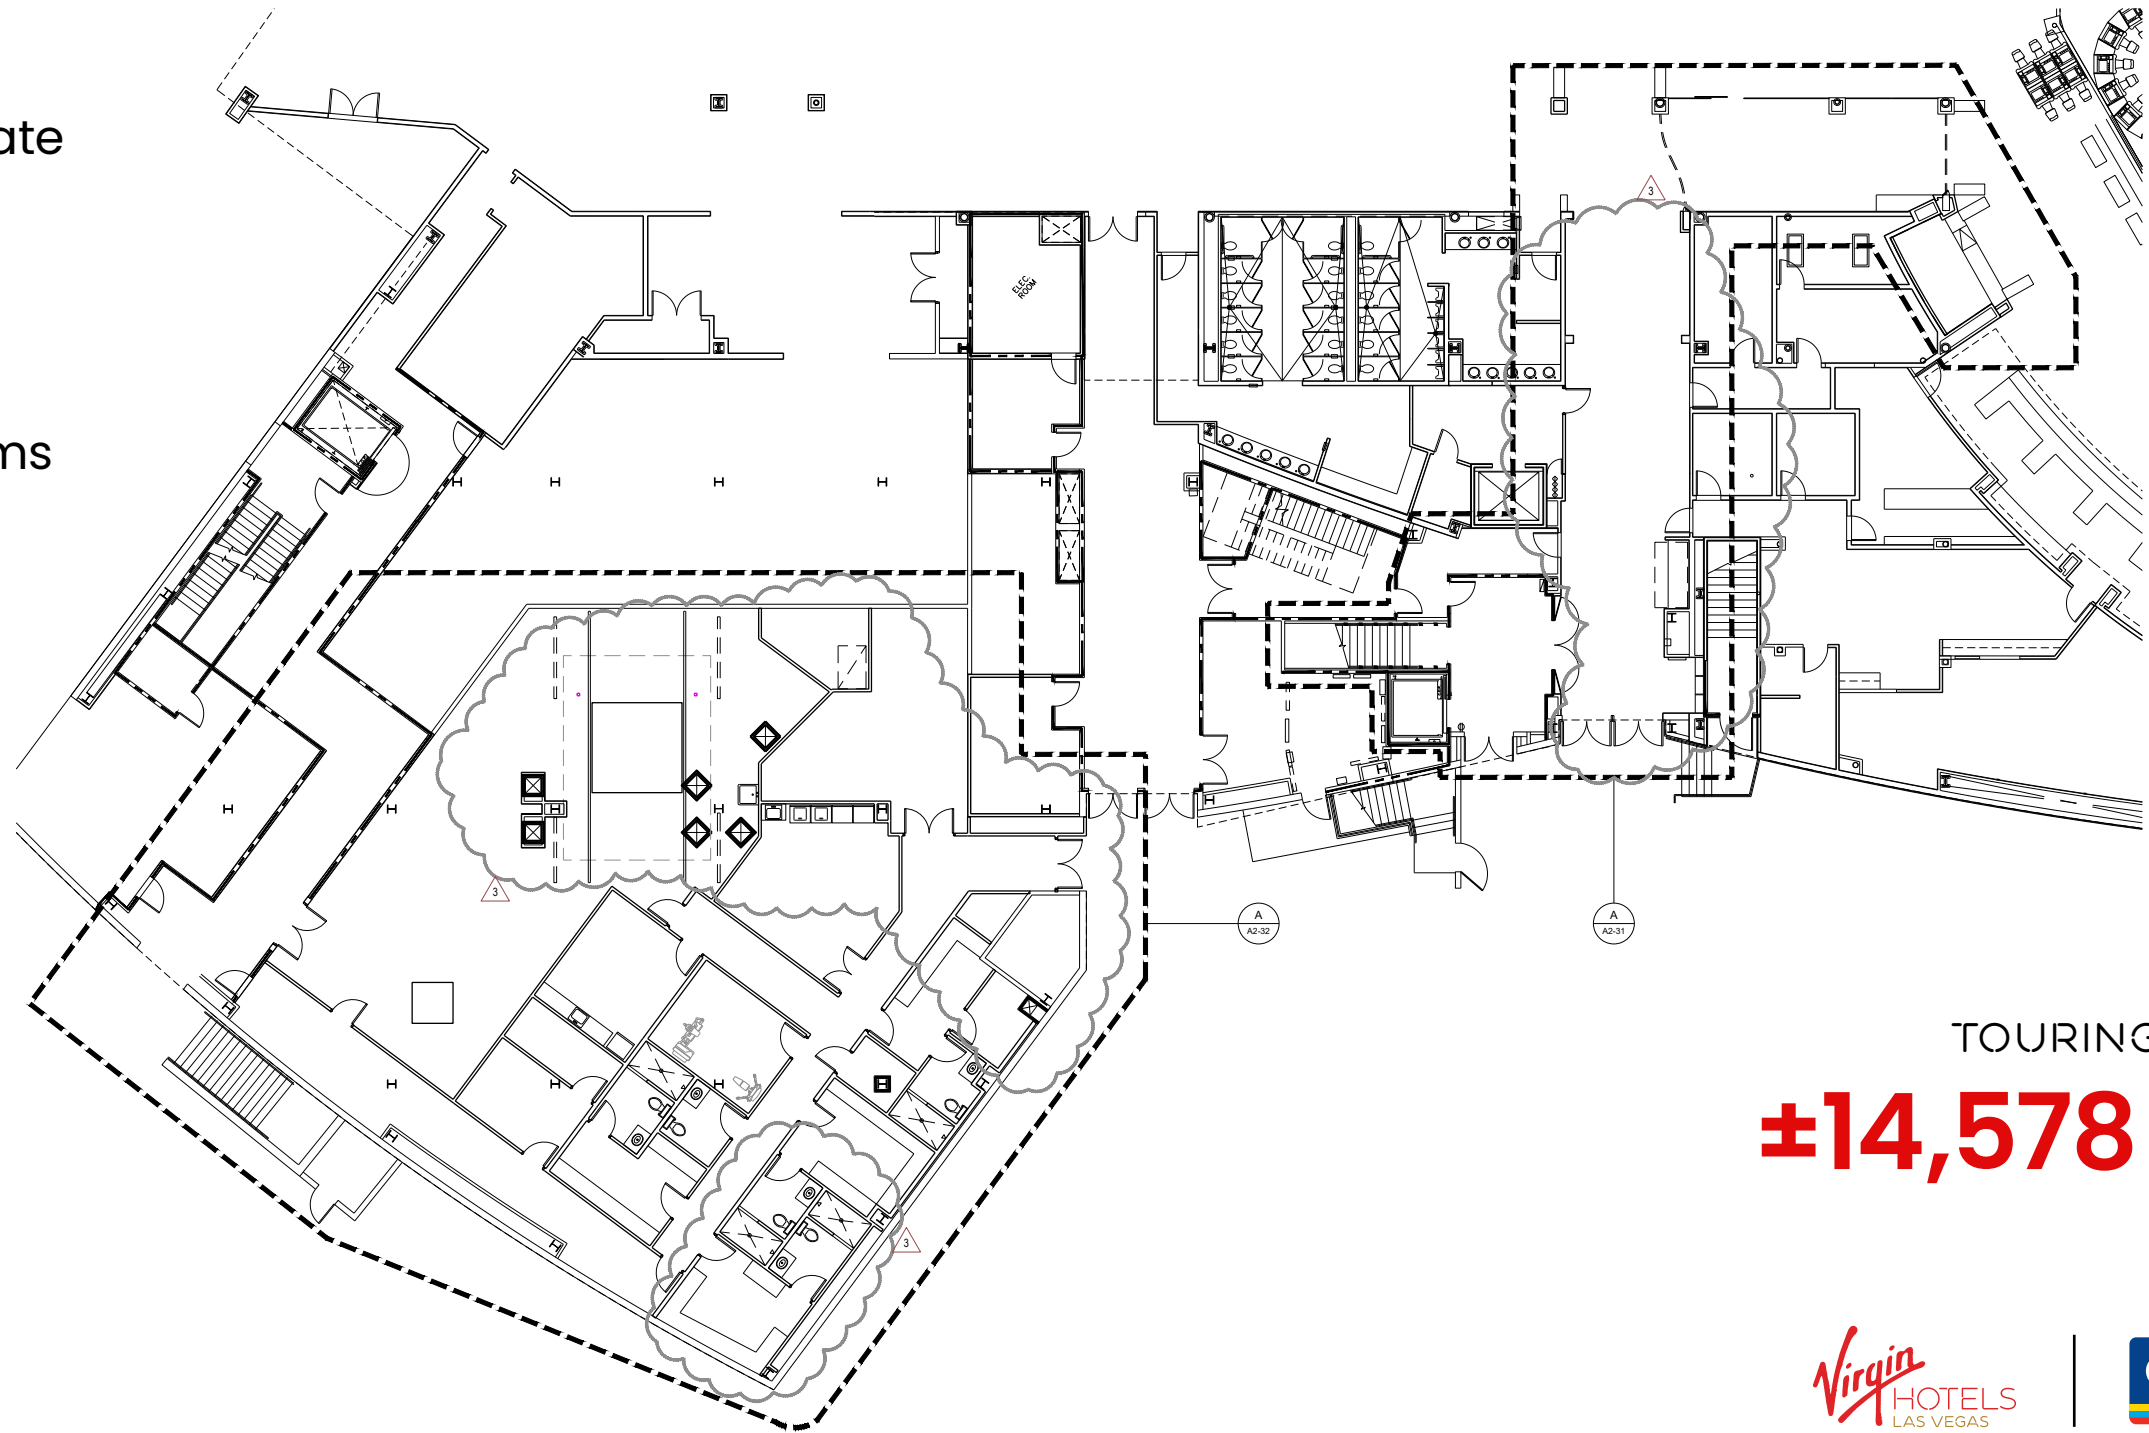 ate
ms
ELEC.
ROOM
3
3
3
A
A2-32
A
A2-31
TOURING
±14,578
Virgin
HOTELS
LAS VEGAS